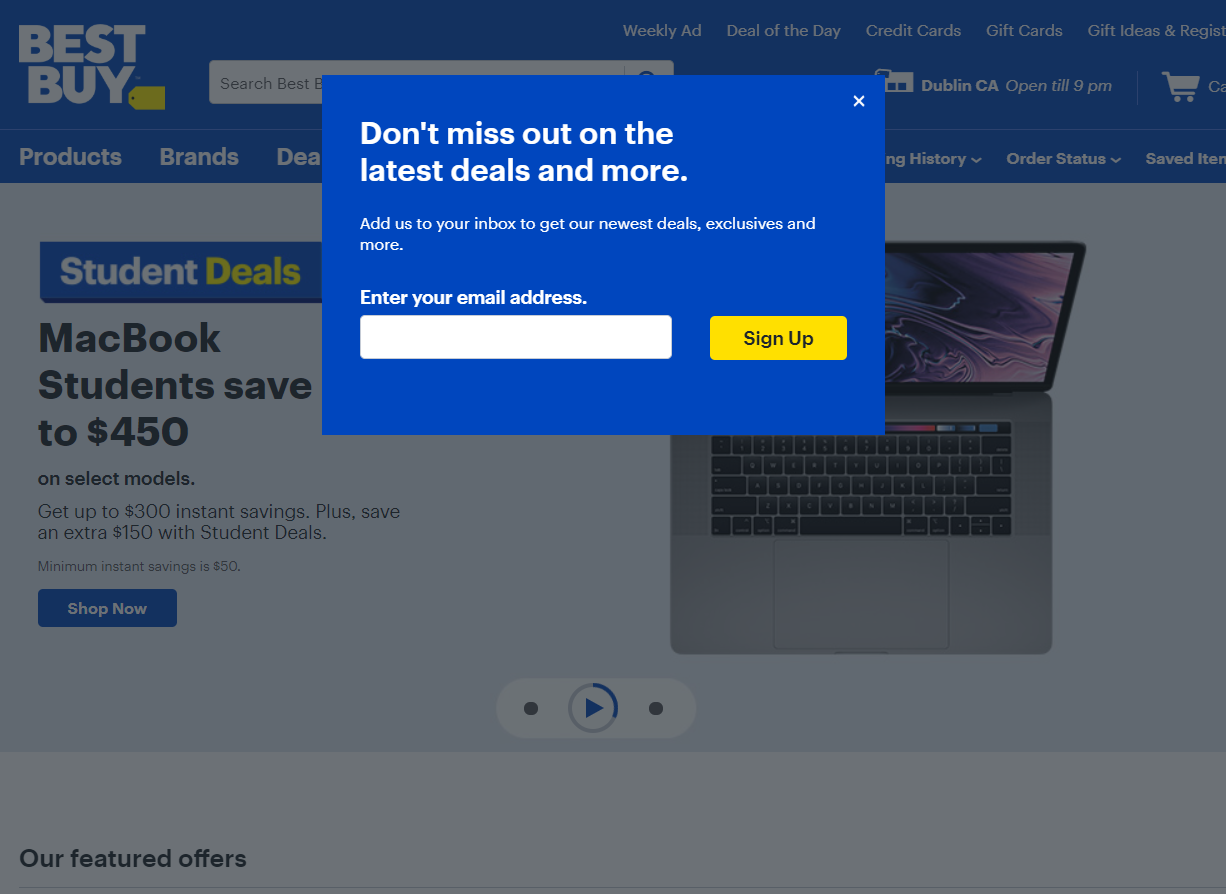 BEST
BUY
Weekly Ad
Deal of the Day
Credit Cards
Gift Cards
Gift Ideas & Regist
Search Best B
Dublin CA Open till 9 pm
Ca
Products
Brands
Dea
ng History
Order Status
Saved Iten
×
Don't miss out on the
latest deals and more.
Add us to your inbox to get our newest deals, exclusives and
more.
Enter your email address.
Sign Up
Student Deals
MacBook
Students save
to $450
on select models.
Get up to $300 instant savings. Plus, save
an extra $150 with Student Deals.
Minimum instant savings is $50.
Shop Now
Our featured offers